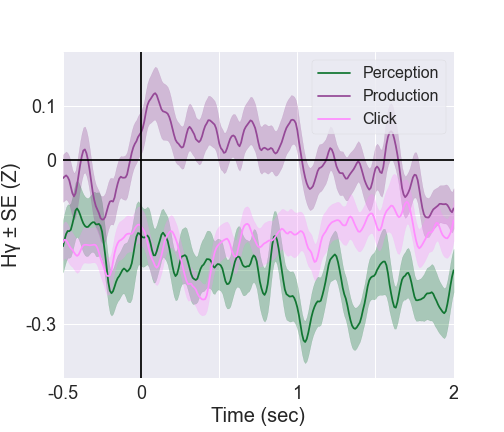 Perception
Production
Click
0.1
0
-0.3
Hγ ± SE (Z)
-0.5
0
1
2
Time (sec)